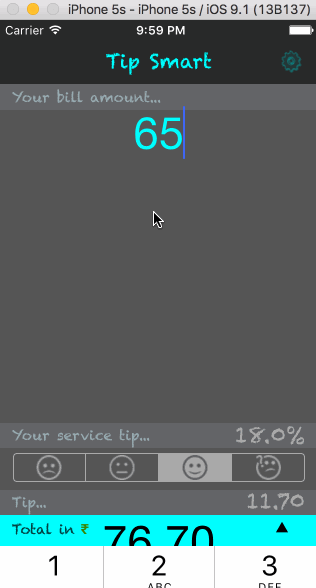 iPhone 5s - iPhone 5s / iOS 9.1 (13B137)
Carrier 9:59 PM
Tip Smart
Your bill amount...
65
Your service tip... 18.0%
Tip... 11.70
Total in ₹ 76.70
1 2 3
ABC DEF